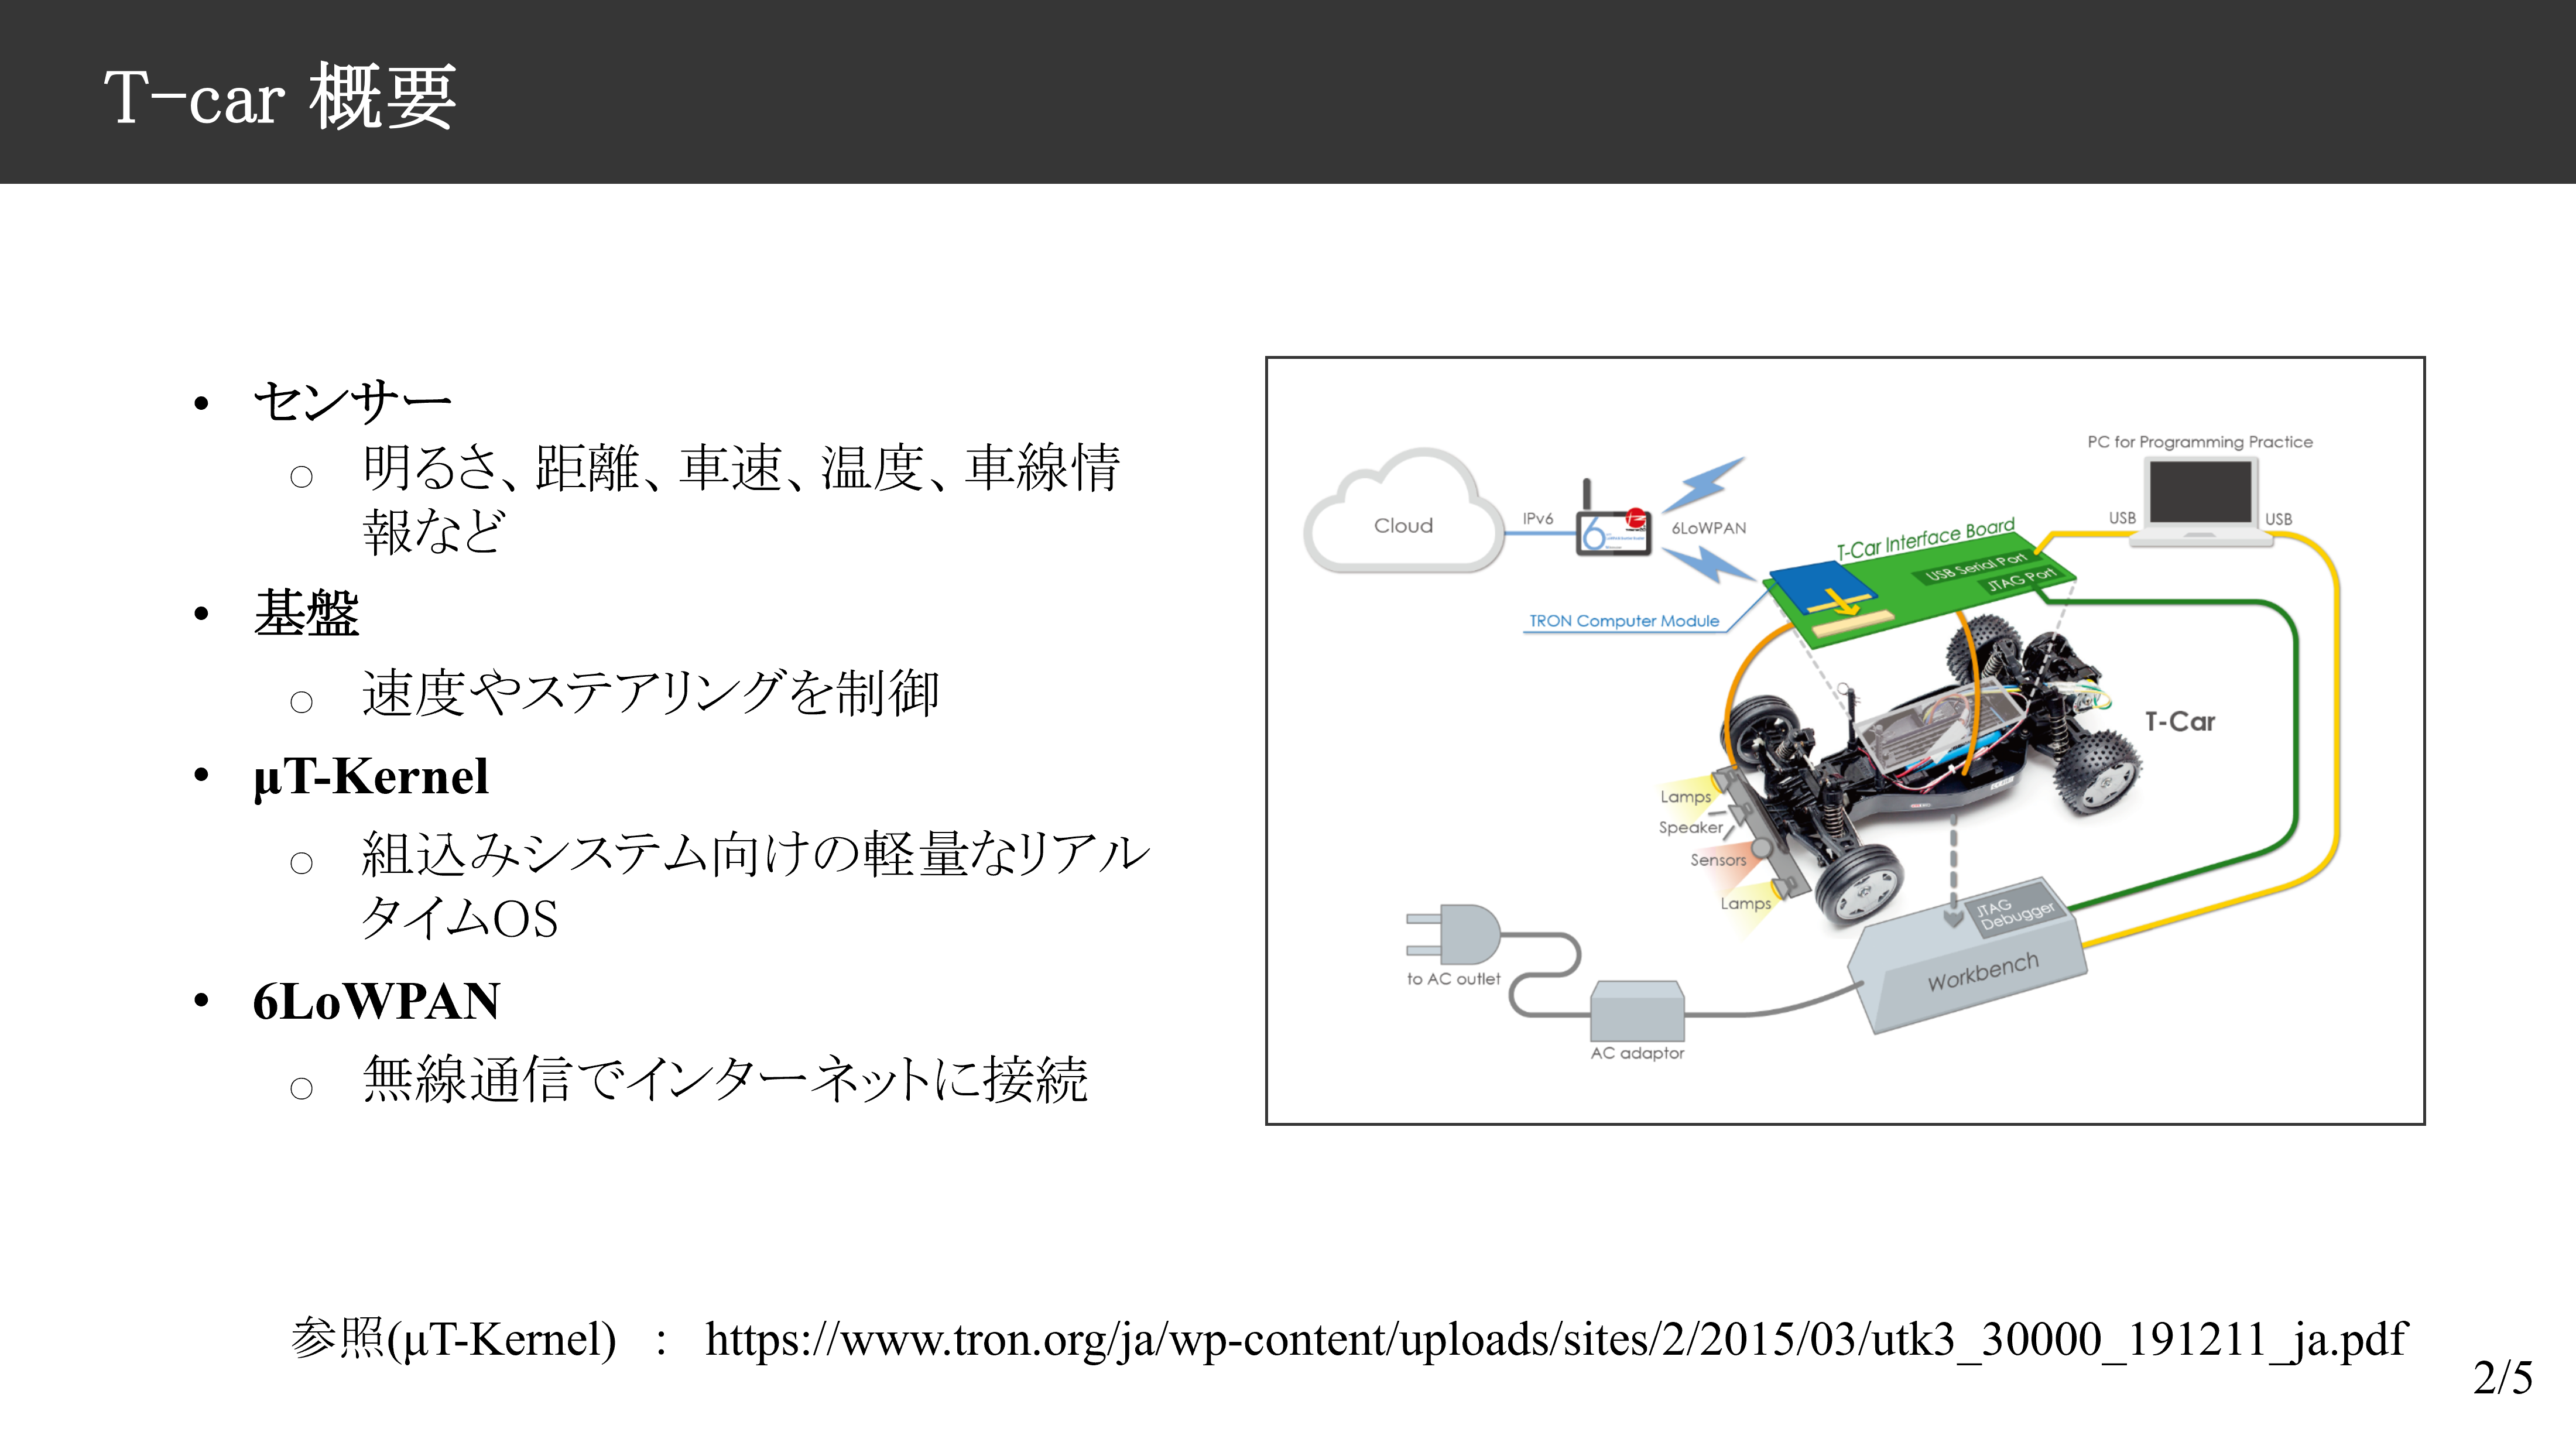 T-car 概要
• センサー
○ 明るさ、距離、車速、温度、車線情
報など
• 基盤
○ 速度やステアリングを制御
• μT-Kernel
○ 組込みシステム向けの軽量なリアル
タイムOS
• 6LoWPAN
○ 無線通信でインターネットに接続
PC for Programming Practice
Cloud
IPv6
6
6LoWPAN
USB
USB
T-Car Interface Board
USB Serial Port
JTAG Port
TRON Computer Module
T-Car
Lamps
Speaker
Sensors
Lamps
JTAG
Debugger
Workbench
to AC outlet
AC adaptor
参照(μT-Kernel) : https://www.tron.org/ja/wp-content/uploads/sites/2/2015/03/utk3_30000_191211_ja.pdf
2/5